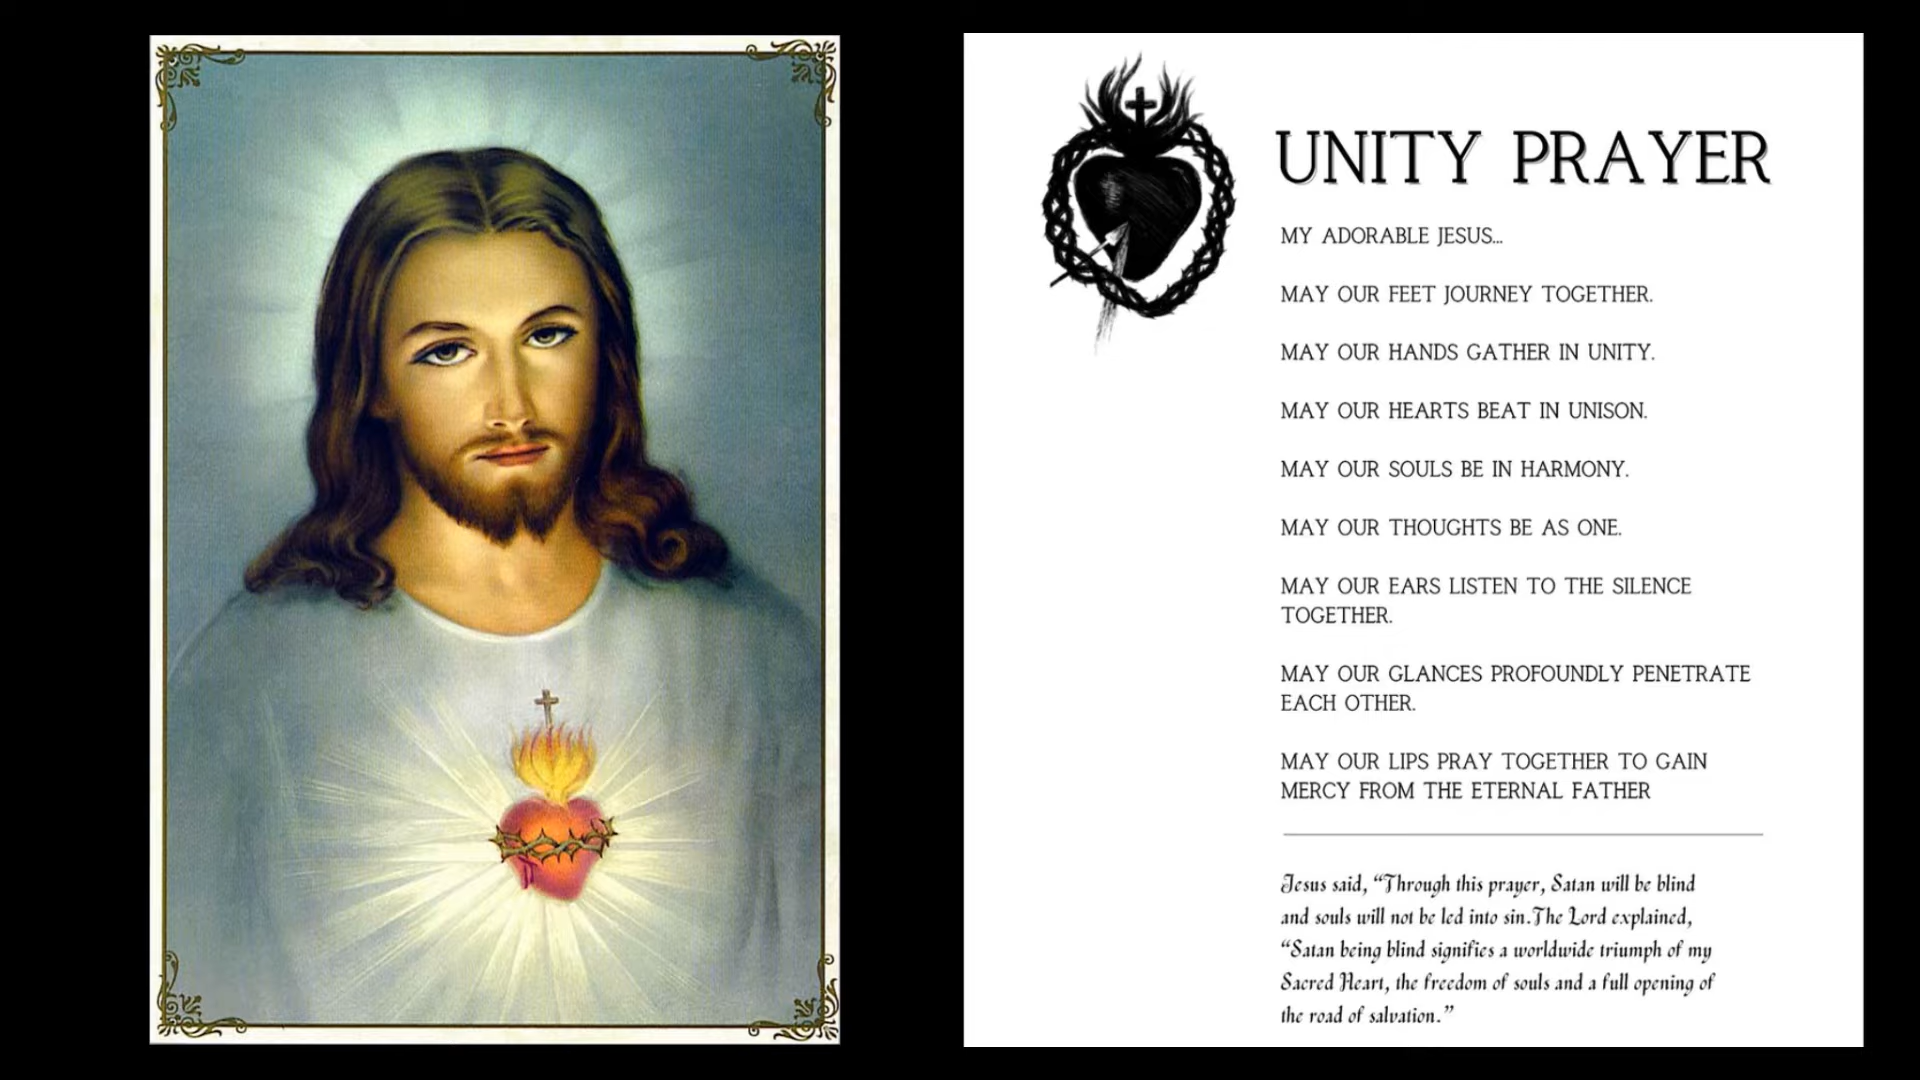 UNITY PRAYER
MY ADORABLE JESUS...
MAY OUR FEET JOURNEY TOGETHER.
MAY OUR HANDS GATHER IN UNITY.
MAY OUR HEARTS BEAT IN UNISON.
MAY OUR SOULS BE IN HARMONY.
MAY OUR THOUGHTS BE AS ONE.
MAY OUR EARS LISTEN TO THE SILENCE
TOGETHER.
MAY OUR GLANCES PROFOUNDLY PENETRATE
EACH OTHER.
MAY OUR LIPS PRAY TOGETHER TO GAIN
MERCY FROM THE ETERNAL FATHER
Jesus said, “Through this prayer, Satan will be blind
and souls will not be led into sin.The Lord explained,
“Satan being blind signifies a worldwide triumph of my
Sacred Heart, the freedom of souls and a full opening of
the road of salvation.”